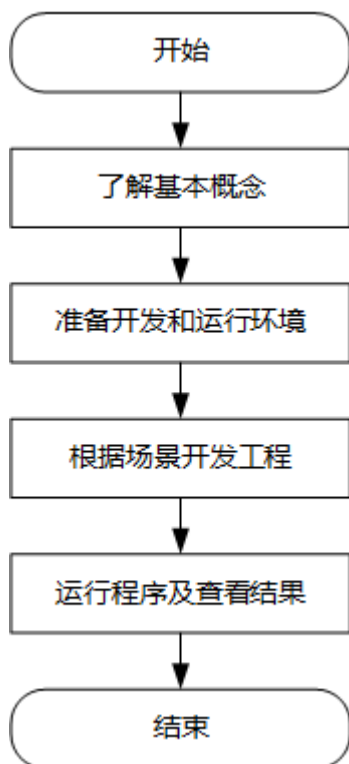 开始
了解基本概念
准备开发和运行环境
根据场景开发工程
运行程序及查看结果
结束